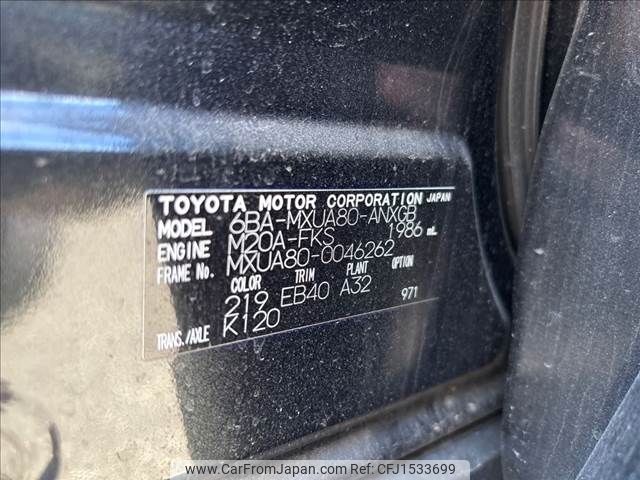 TOYOTA MOTOR CORPORATION JAPAN
MODEL 6BA-MXUA80-ANXGB
ENGINE M20A-FKS 1986 mL
FRAME No. MXUA80-0046262
COLOR TRIM PLANT OPTION
219 EB40 A32 971
TRANS./AXLE K120
www.CarFromJapan.com | Ref No.CFJ1533699